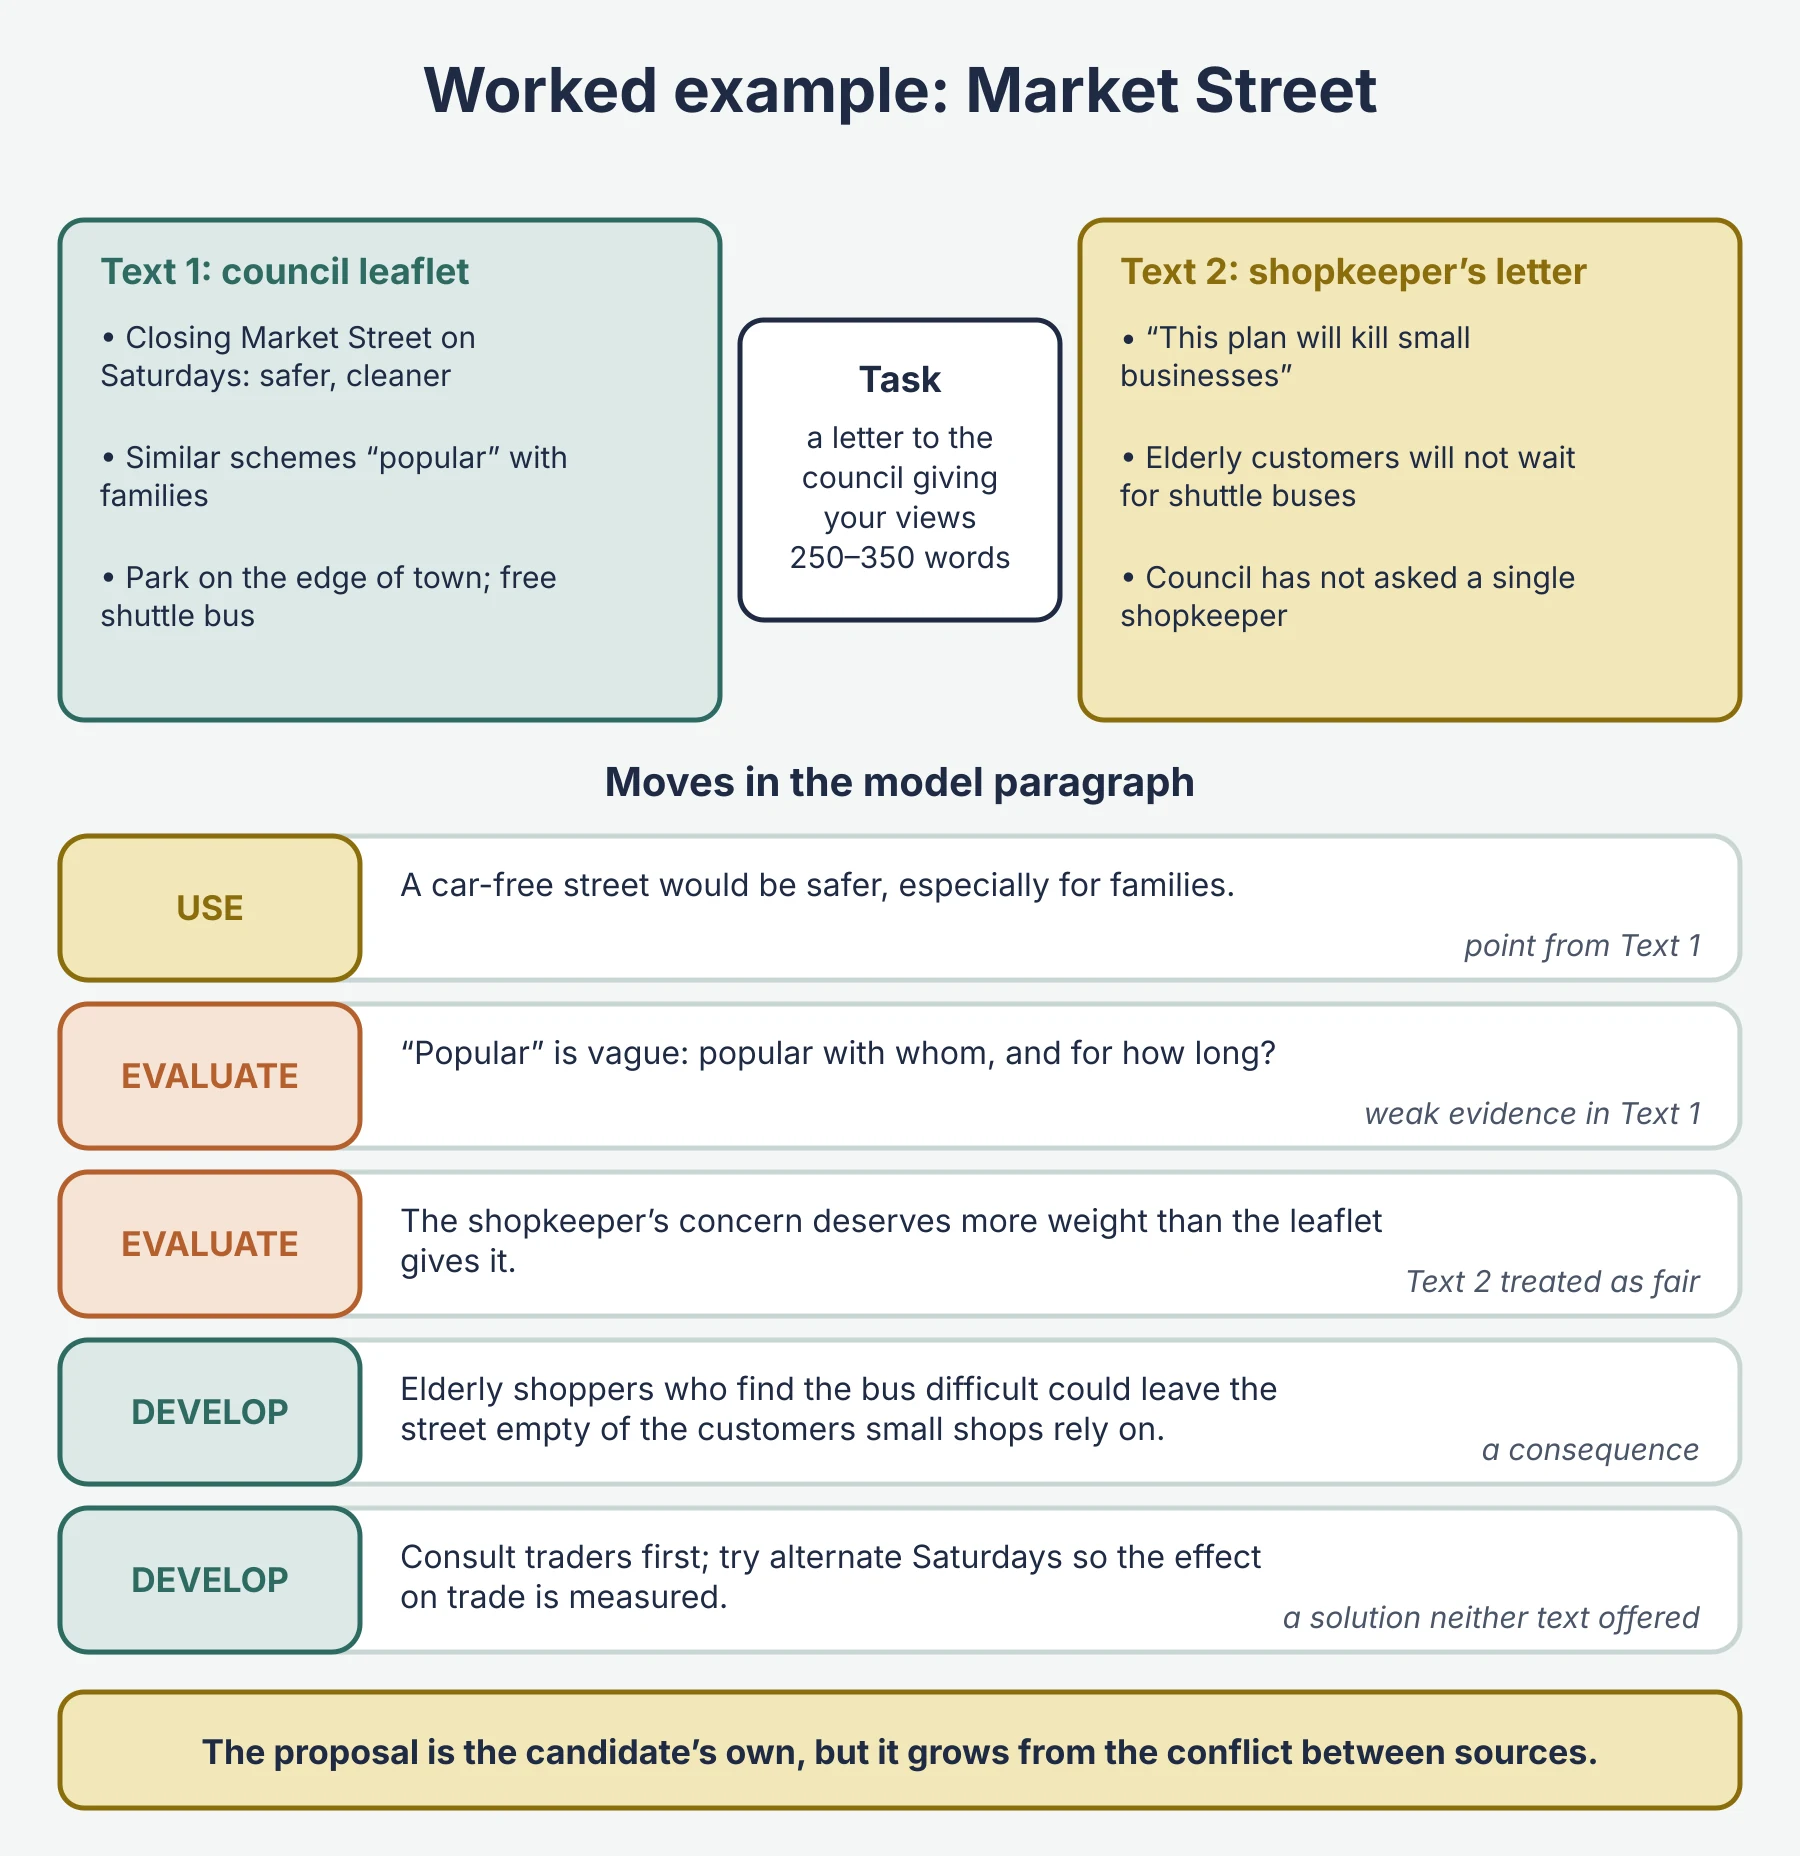 Worked example: Market Street
Text 1: council leaflet
• Closing Market Street on
Saturdays: safer, cleaner
• Similar schemes “popular” with
families
• Park on the edge of town; free
shuttle bus
Task
a letter to the
council giving
your views
250–350 words
Text 2: shopkeeper’s letter
• “This plan will kill small
businesses”
• Elderly customers will not wait
for shuttle buses
• Council has not asked a single
shopkeeper
Moves in the model paragraph
USE
A car-free street would be safer, especially for families.
point from Text 1
EVALUATE
“Popular” is vague: popular with whom, and for how long?
weak evidence in Text 1
EVALUATE
The shopkeeper’s concern deserves more weight than the leaflet
gives it.
Text 2 treated as fair
DEVELOP
Elderly shoppers who find the bus difficult could leave the
street empty of the customers small shops rely on.
a consequence
DEVELOP
Consult traders first; try alternate Saturdays so the effect
on trade is measured.
a solution neither text offered
The proposal is the candidate’s own, but it grows from the conflict between sources.